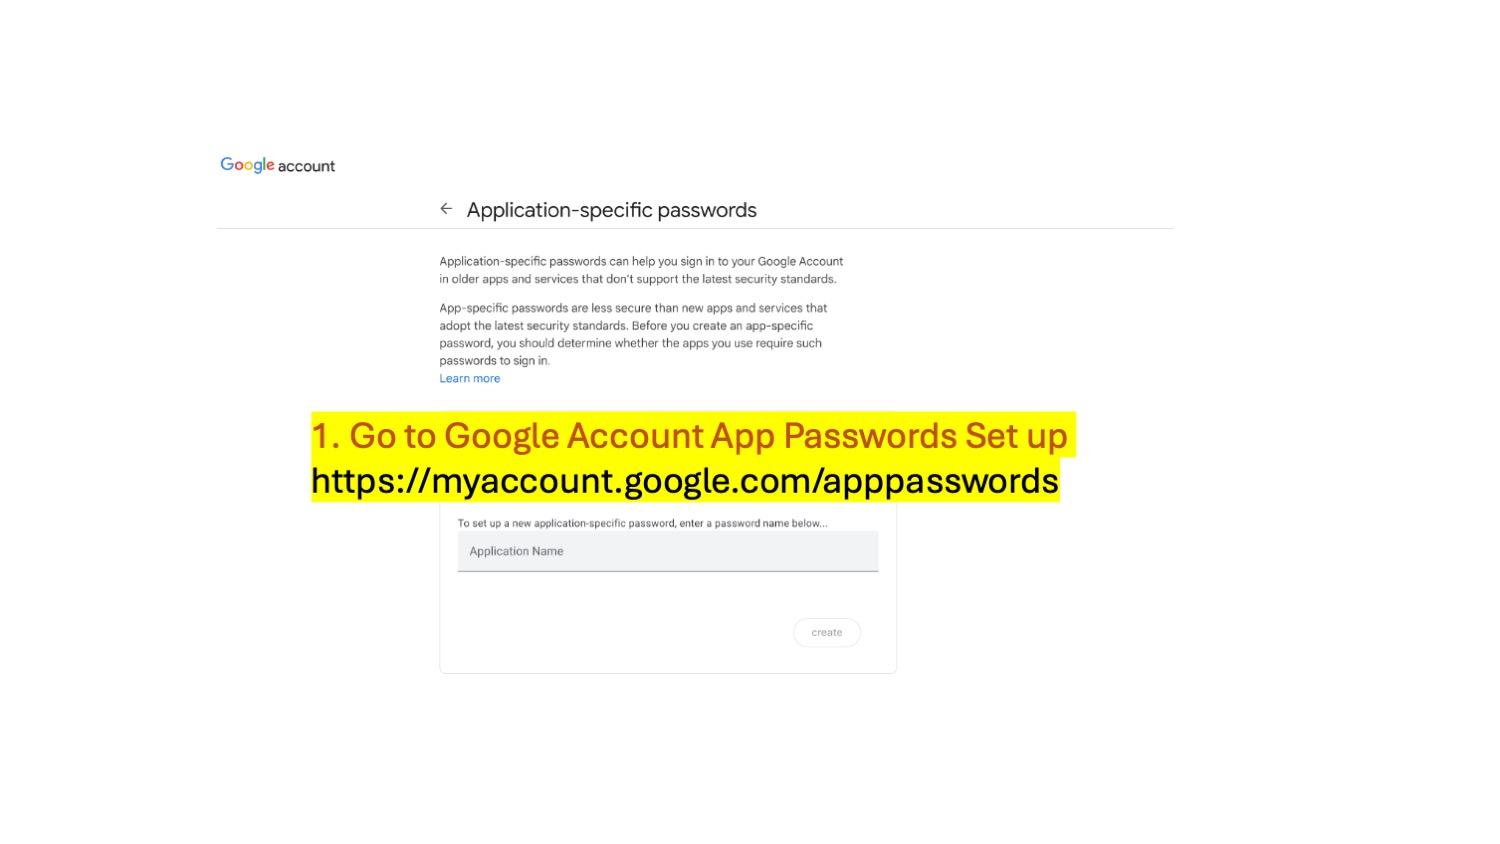 Google account
← Application-specific passwords
Application-specific passwords can help you sign in to your Google Account
in older apps and services that don't support the latest security standards.
App-specific passwords are less secure than new apps and services that
adopt the latest security standards. Before you create an app-specific
password, you should determine whether the apps you use require such
passwords to sign in.
Learn more
1. Go to Google Account App Passwords Set up
https://myaccount.google.com/apppasswords
To set up a new application-specific password, enter a password name below...
Application Name
create